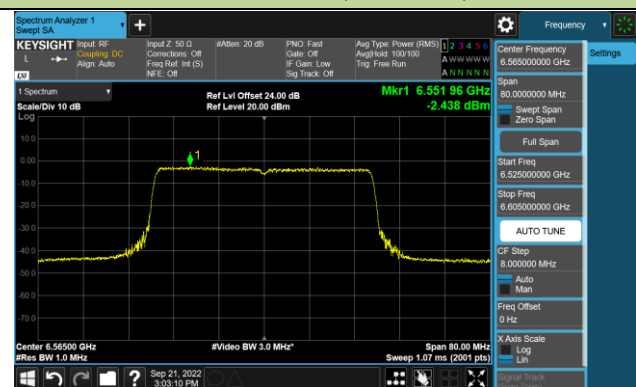 Spectrum Analyzer 1
Swept SA
Frequency
KEYSIGHT
L
LXI
Input: RF
Coupling: DC
Align: Auto
Input Z: 50 Ω
Corrections: Off
Freq Ref: Int (S)
NFE: Off
#Atten: 20 dB
PNO: Fast
Gate: Off
IF Gain: Low
Sig Track: Off
Avg Type: Power (RMS)
Avg|Hold: 100/100
Trig: Free Run
1 2 3 4 5 6
A W W W W W
A N N N N N
1 Spectrum
Scale/Div 10 dB
Log
Ref Lvl Offset 24.00 dB
Ref Level 20.00 dBm
Mkr1 6.551 96 GHz
-2.438 dBm
10.0
0.00
-10.0
-20.0
-30.0
-40.0
-50.0
-60.0
-70.0
1
Center 6.56500 GHz
#Res BW 1.0 MHz
#Video BW 3.0 MHz*
Span 80.00 MHz
Sweep 1.07 ms (2001 pts)
Center Frequency
6.565000000 GHz
Settings
Span
80.0000000 MHz
Swept Span
Zero Span
Full Span
Start Freq
6.525000000 GHz
Stop Freq
6.605000000 GHz
AUTO TUNE
CF Step
8.000000 MHz
Auto
Man
Freq Offset
0 Hz
X Axis Scale
Log
Lin
Signal Track
?
Sep 21, 2022
3:03:10 PM